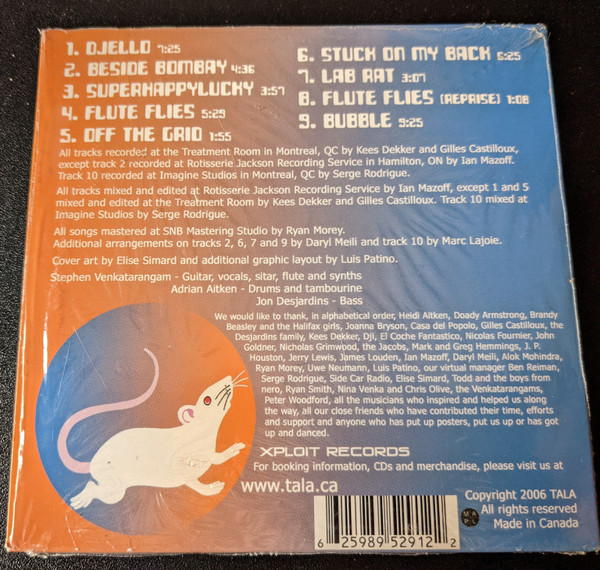 1. DJELLO 7:25
2. BESIDE BOMBAY 4:36
3. SUPERHAPPYLUCKY 3:57
4. FLUTE FLIES 5:29
5. OFF THE GRID 1:55
6. STUCK ON MY BACK 6:25
7. LAB RAT 3:07
8. FLUTE FLIES (REPRISE) 1:08
9. BUBBLE 9:25
All tracks recorded at the Treatment Room in Montreal, QC by Kees Dekker and Gilles Castilloux,
except track 2 recorded at Rotisserie Jackson Recording Service in Hamilton, ON by Ian Mazoff.
Track 10 recorded at Imagine Studios in Montreal, QC by Serge Rodrigue.
All tracks mixed and edited at Rotisserie Jackson Recording Service by Ian Mazoff, except 1 and 5
mixed and edited at the Treatment Room by Kees Dekker and Gilles Castilloux. Track 10 mixed at
Imagine Studios by Serge Rodrigue.
All songs mastered at SNB Mastering Studio by Ryan Morey.
Additional arrangements on tracks 2, 6, 7 and 9 by Daryl Meili and track 10 by Marc Lajoie.
Cover art by Elise Simard and additional graphic layout by Luis Patino.
Stephen Venkatarangam - Guitar, vocals, sitar, flute and synths
Adrian Aitken - Drums and tambourine
Jon Desjardins - Bass
We would like to thank, in alphabetical order, Heidi Aitken, Doady Armstrong, Brandy
Beasley and the Halifax girls, Joanna Bryson, Casa del Popolo, Gilles Castilloux, the
Desjardins family, Kees Dekker, Dji, El Coche Fantastico, Nicolas Fournier, John
Goldner, Nicholas Grimwood, the Jacobs, Mark and Greg Hemmings, J. P.
Houston, Jerry Lewis, James Louden, Ian Mazoff, Daryl Meili, Alok Mohindra,
Ryan Morey, Uwe Neumann, Luis Patino, our virtual manager Ben Reiman,
Serge Rodrigue, Side Car Radio, Elise Simard, Todd and the boys from
nero, Ryan Smith, Nina Venka and Chris Olive, the Venkatarangams,
Peter Woodford, all the musicians who inspired and helped us along
the way, all our close friends who have contributed their time, efforts
and support and anyone who has put up posters, put us up or has got
up and danced.
XPLOIT RECORDS
For booking information, CDs and merchandise, please visit us at
www.tala.ca
6 25989 52912 2
MAPL
Copyright 2006 TALA
All rights reserved
Made in Canada